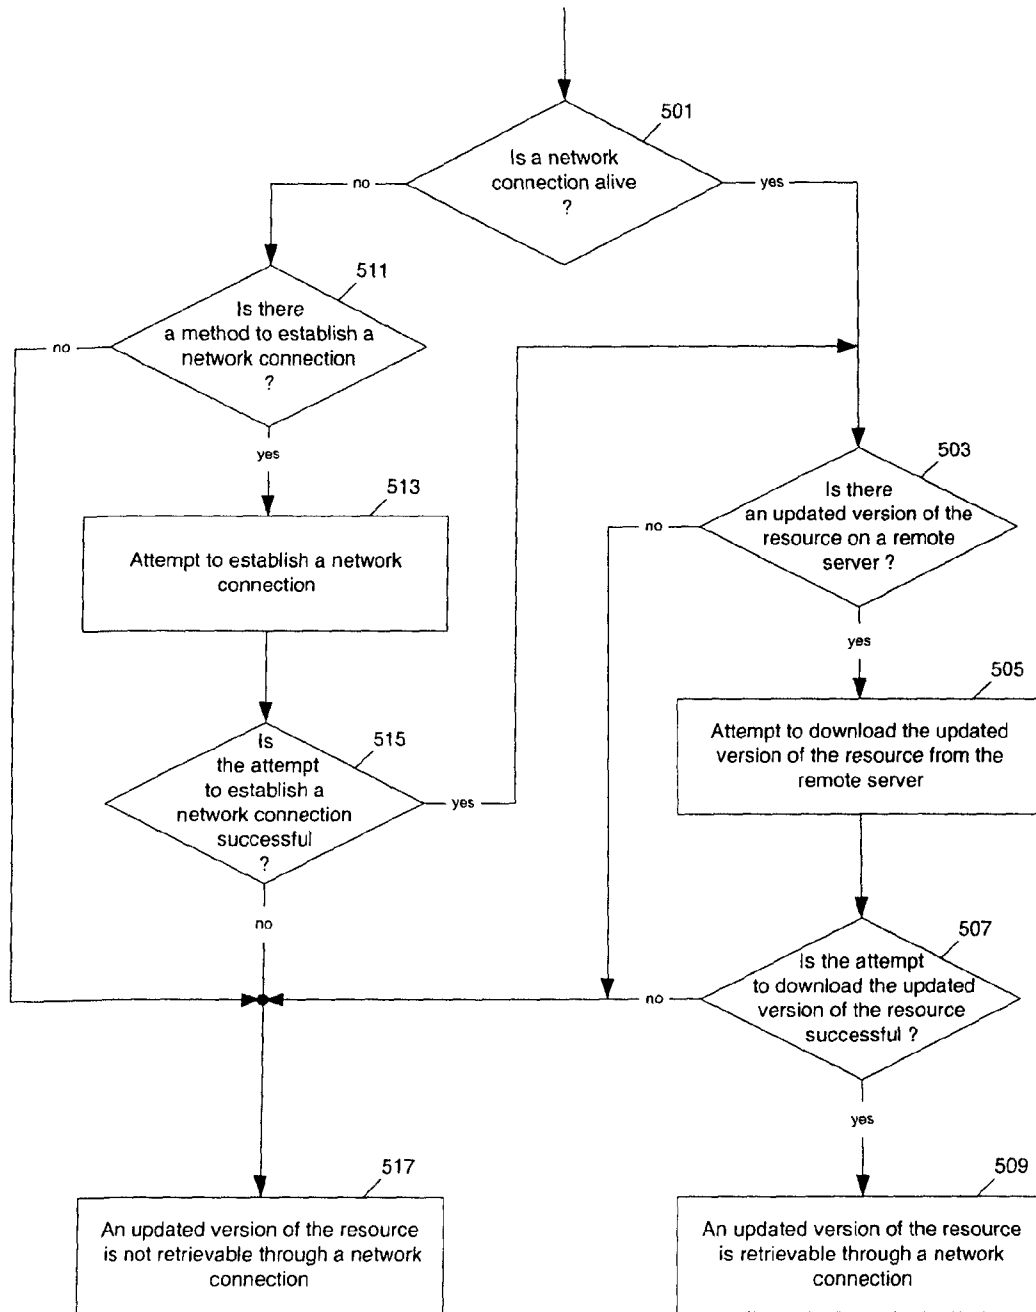 501
Is a network
connection alive
?
no
yes
511
Is there
a method to establish a
network connection
?
no
yes
503
Is there
an updated version of the
resource on a remote
server ?
no
yes
513
Attempt to establish a network
connection
505
Attempt to download the updated
version of the resource from the
remote server
515
Is
the attempt
to establish a
network connection
successful
?
yes
no
507
Is the attempt
to download the updated
version of the resource
successful ?
no
yes
517
An updated version of the resource
is not retrievable through a network
connection
509
An updated version of the resource
is retrievable through a network
connection